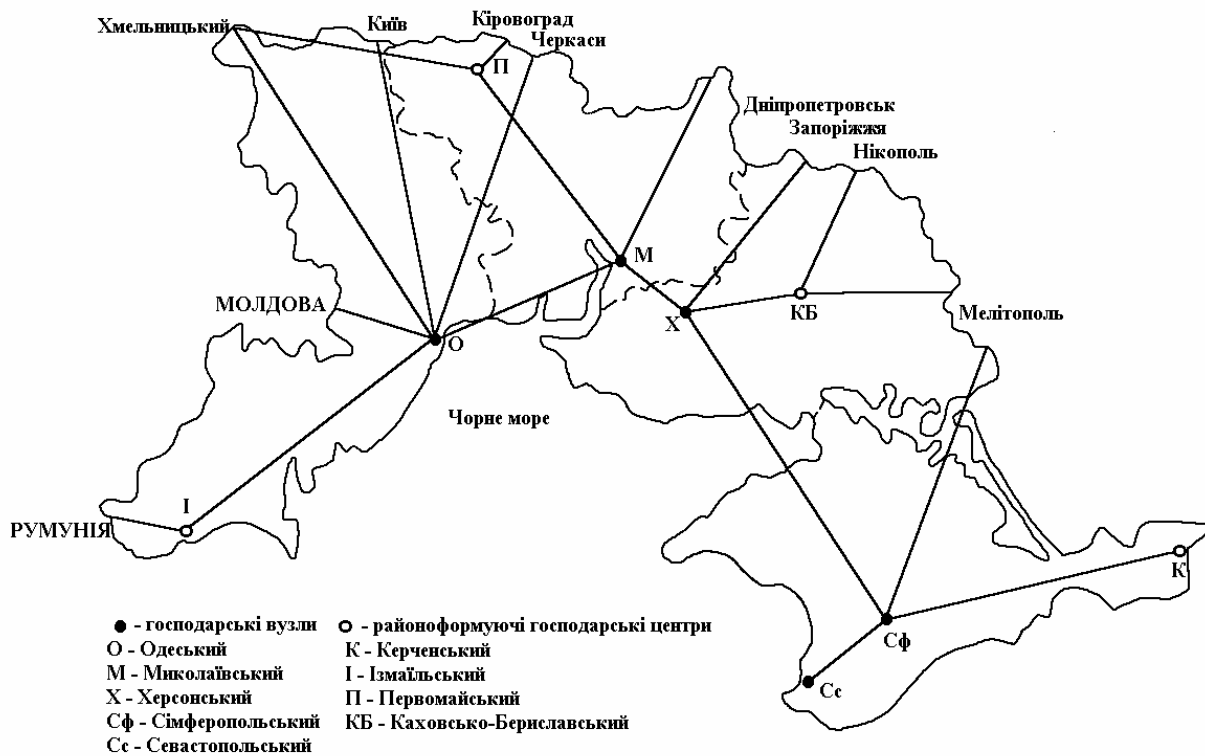 Хмельницький
Київ
Кіровоград
Черкаси
П
Дніпропетровськ
Запоріжжя
Нікополь
М
МОЛДОВА
О
Х
КБ
Мелітополь
Чорне море
І
РУМУНІЯ
К
Сф
Сс
- господарські вузли
О - Одеський
М - Миколаївський
Х - Херсонський
Сф - Сімферопольський
Сс - Севастопольський
- районоформуючі господарські центри
К - Керченський
І - Ізмаїльський
П - Первомайський
КБ - Каховсько-Бериславський